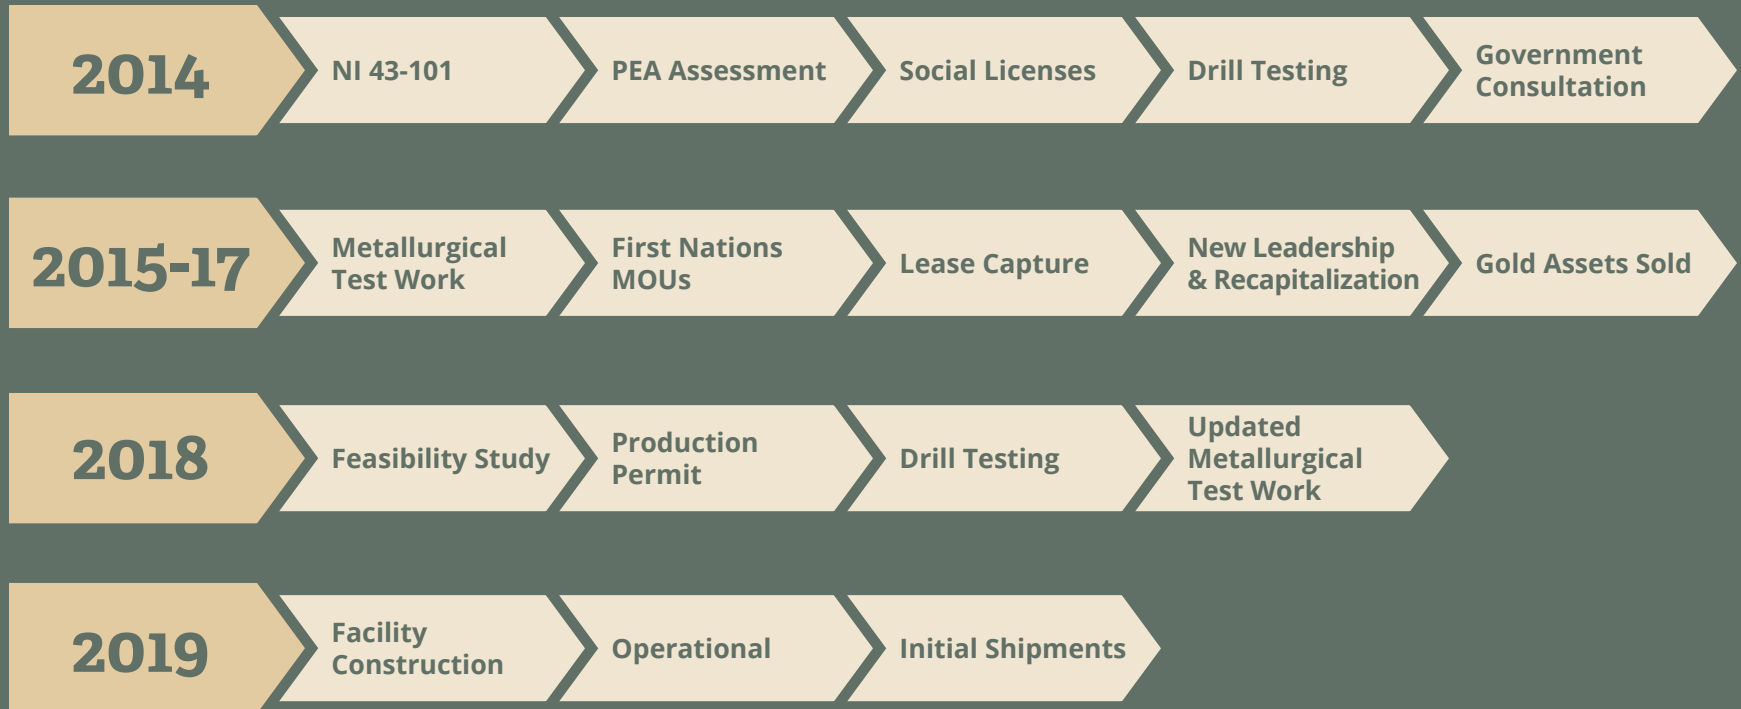 2014
NI 43-101
PEA Assessment
Social Licenses
Drill Testing
Government
Consultation
2015-17
Metallurgical
Test Work
First Nations
MOUs
Lease Capture
New Leadership
& Recapitalization
Gold Assets Sold
2018
Feasibility Study
Production
Permit
Drill Testing
Updated
Metallurgical
Test Work
2019
Facility
Construction
Operational
Initial Shipments